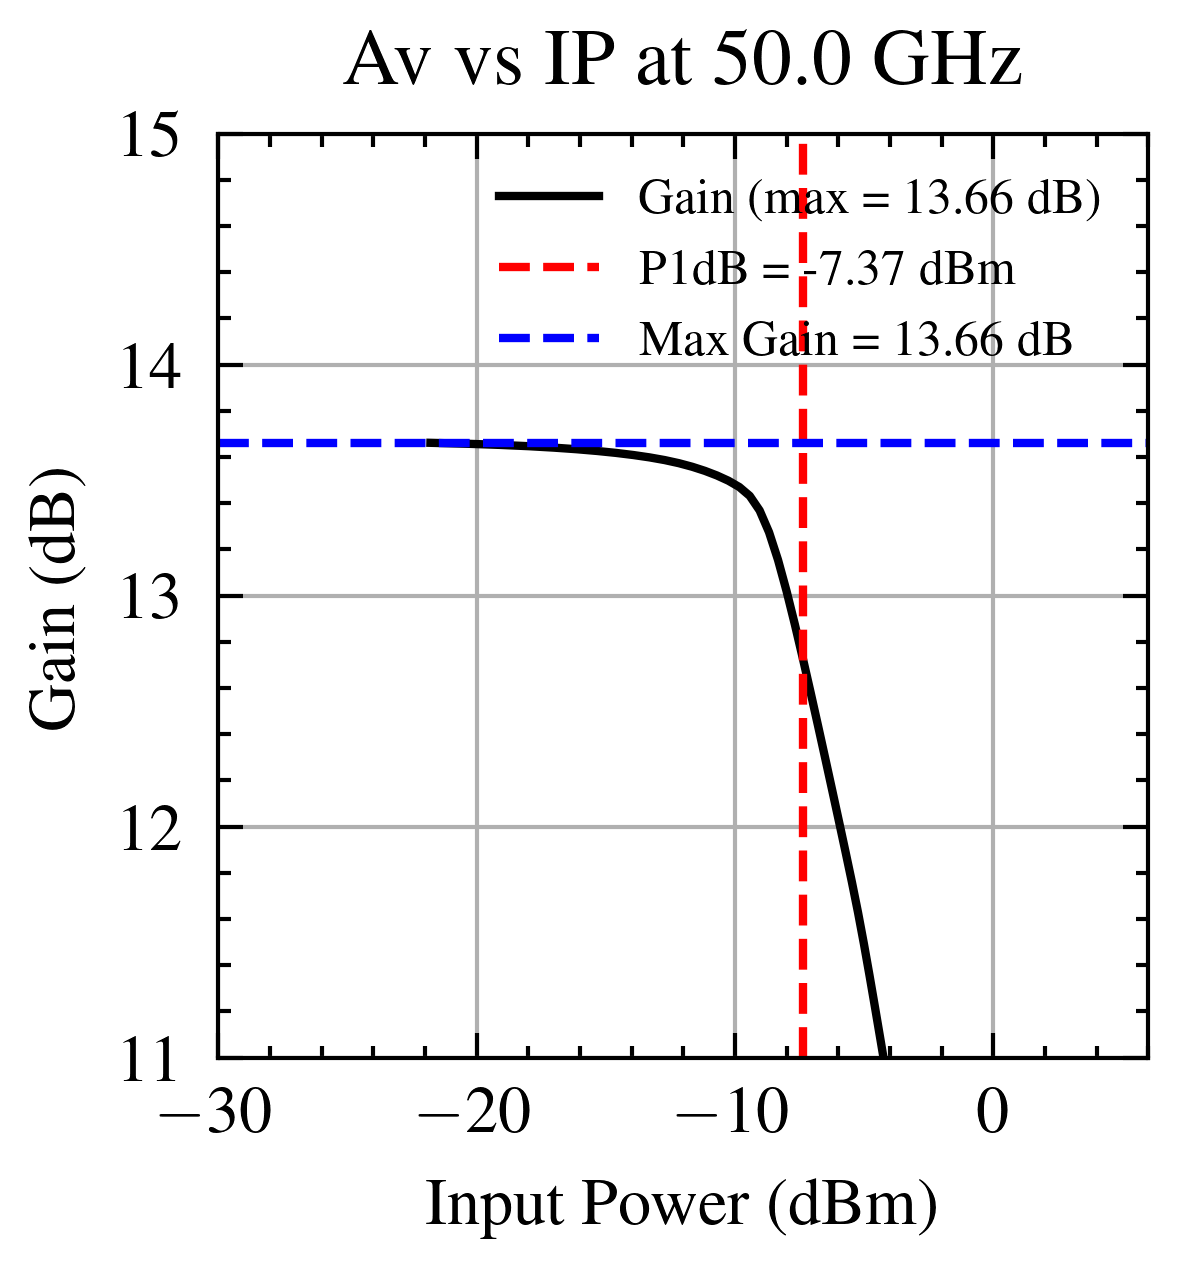 Av vs IP at 50.0 GHz
15
14
13
12
11
Gain (dB)
Gain (max = 13.66 dB)
P1dB = -7.37 dBm
Max Gain = 13.66 dB
−30 −20 −10 0
Input Power (dBm)